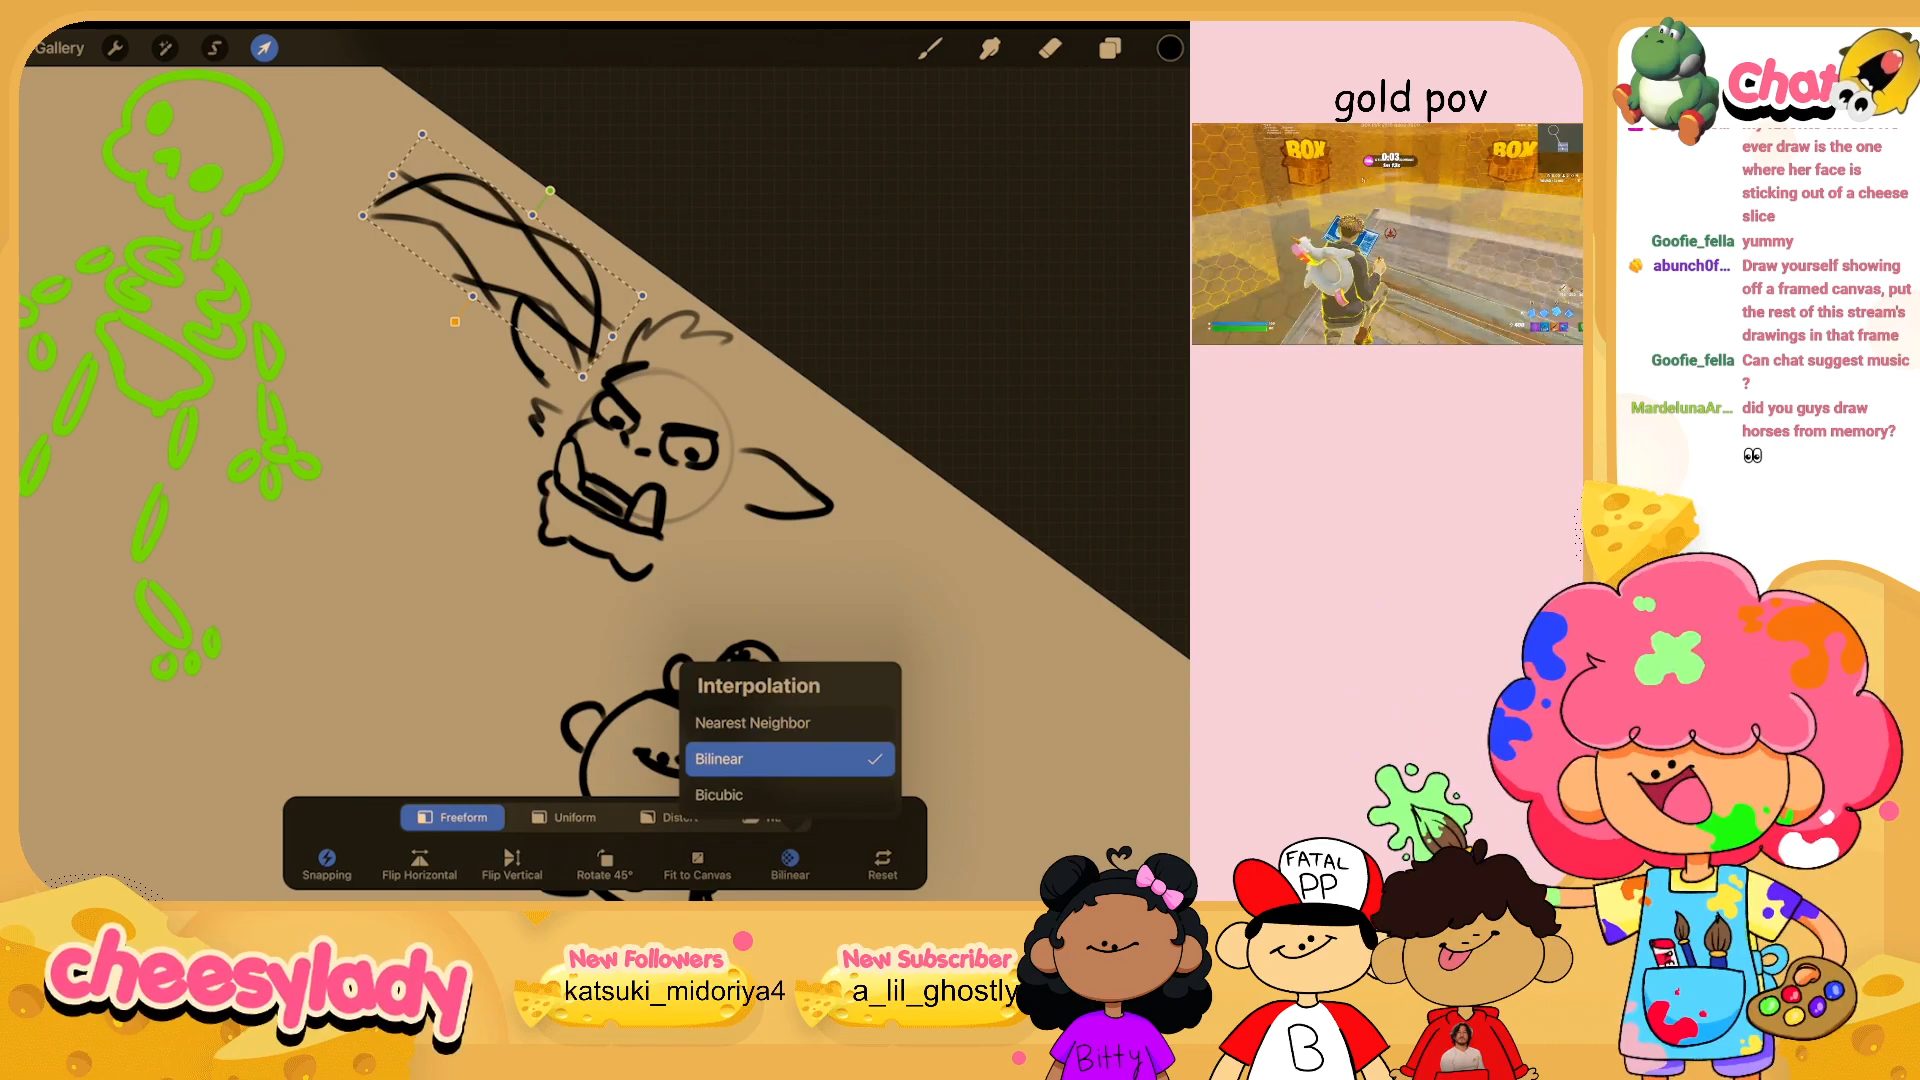 Gallery
gold pov
BOX
BOX
0:03
Chat
ever draw is the one
where her face is
sticking out of a cheese
slice
Goofie_fella yummy
abunch0f... Draw yourself showing
off a framed canvas, put
the rest of this stream's
drawings in that frame
Goofie_fella Can chat suggest music
?
MardelunaAr... did you guys draw
horses from memory?
Interpolation
Nearest Neighbor
Bilinear
Bicubic
Freeform
Uniform
Snapping
Flip Horizontal
Flip Vertical
Rotate 45°
Fit to Canvas
Bilinear
Reset
cheesylady
New Followers
katsuki_midoriya4
New Subscriber
a_lil_ghostly
FATAL
PP
Bitty
B